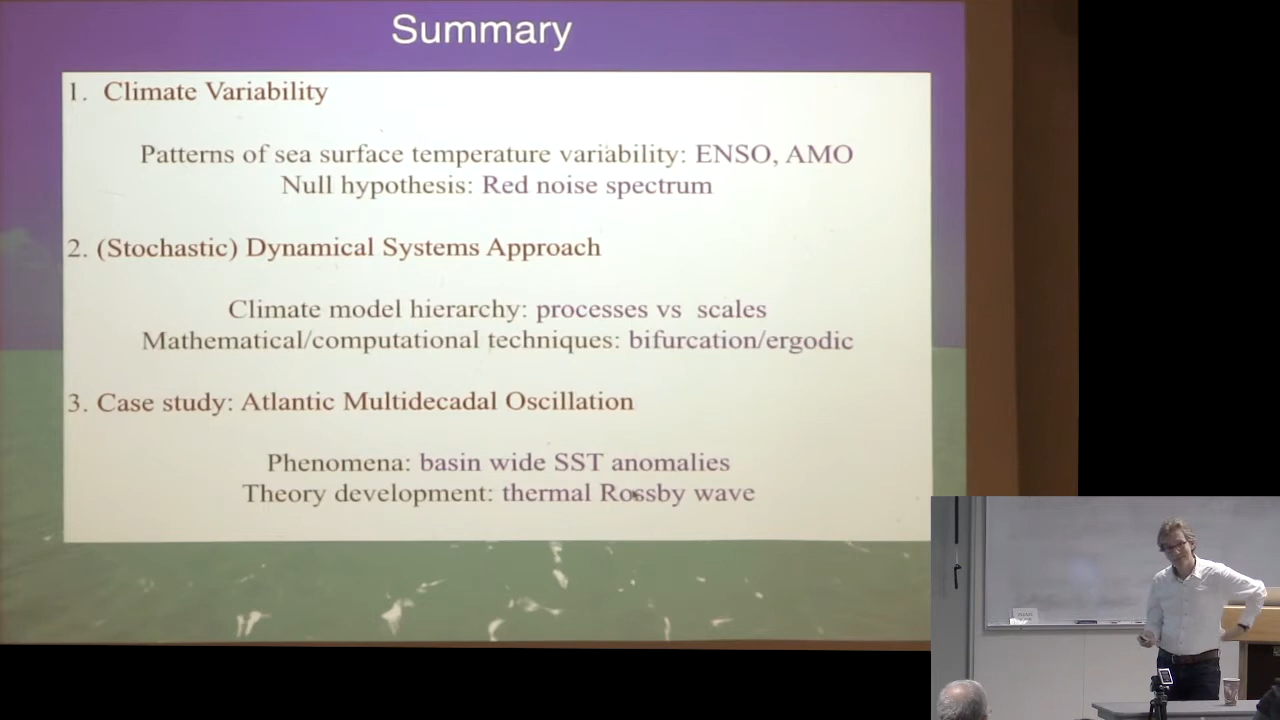 Summary
1. Climate Variability
Patterns of sea surface temperature variability: ENSO, AMO
Null hypothesis: Red noise spectrum
2. (Stochastic) Dynamical Systems Approach
Climate model hierarchy: processes vs scales
Mathematical/computational techniques: bifurcation/ergodic
3. Case study: Atlantic Multidecadal Oscillation
Phenomena: basin wide SST anomalies
Theory development: thermal Rossby wave